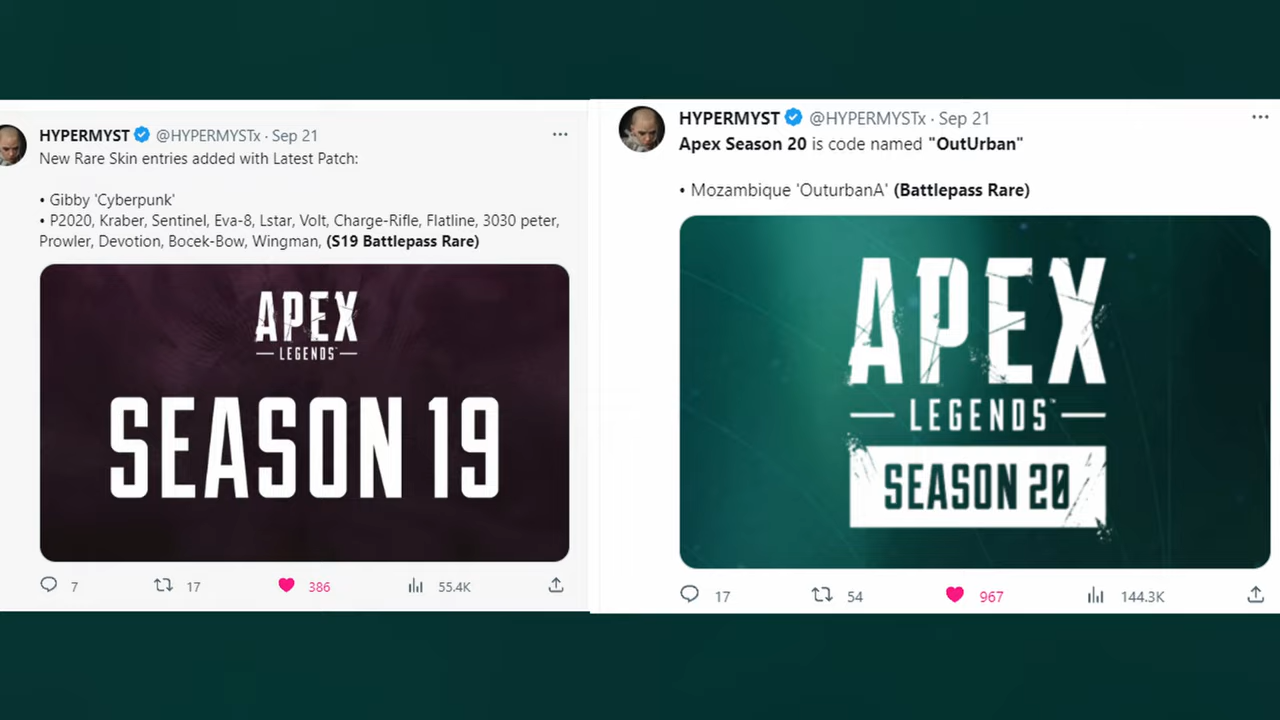 HYPERMYST @HYPERMYSTx · Sep 21
New Rare Skin entries added with Latest Patch:
• Gibby 'Cyberpunk'
• P2020, Kraber, Sentinel, Eva-8, Lstar, Volt, Charge-Rifle, Flatline, 3030 peter,
Prowler, Devotion, Bocek-Bow, Wingman, (S19 Battlepass Rare)
APEX
LEGENDS™
SEASON 19
7 17 386 55.4K
HYPERMYST @HYPERMYSTx · Sep 21
Apex Season 20 is code named "OutUrban"
• Mozambique 'OuturbanA' (Battlepass Rare)
APEX
LEGENDS™
SEASON 20
17 54 967 144.3K